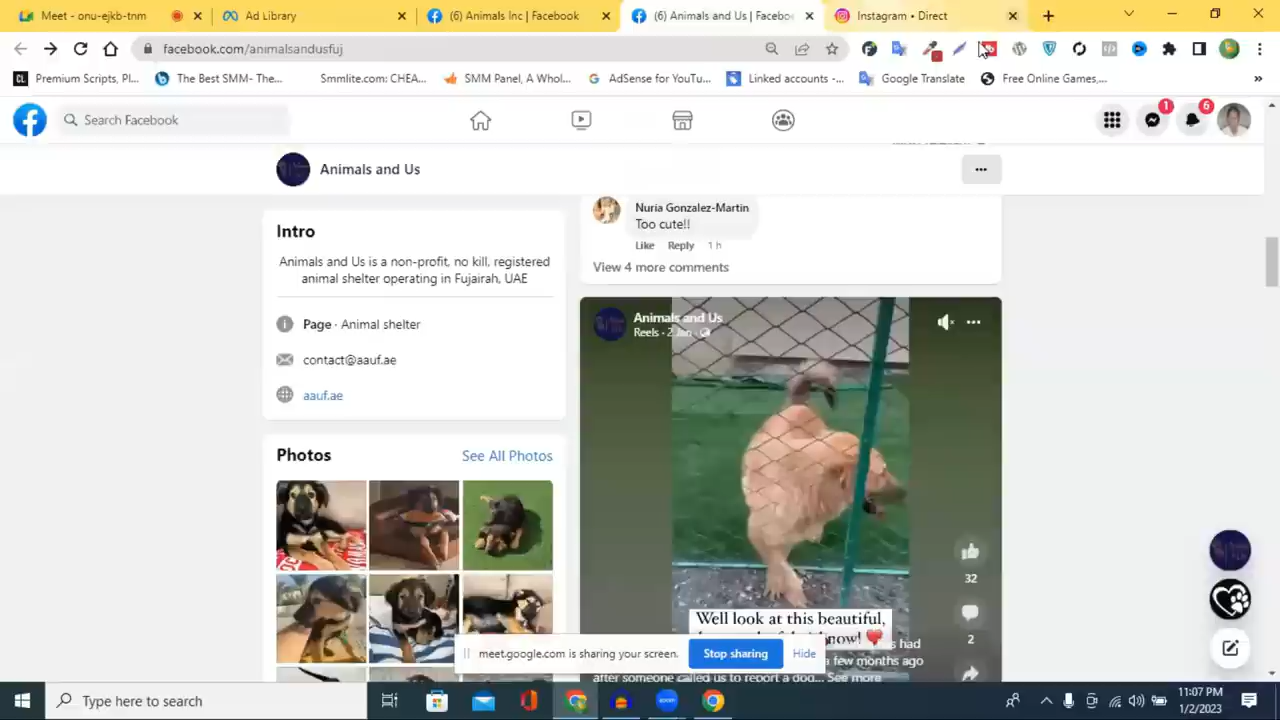 Meet - onu-ejkb-tnm
Ad Library
(6) Animals Inc | Facebook
(6) Animals and Us | Facebo
Instagram • Direct
facebook.com/animalsandusfuj
Premium Scripts, Pl...
The Best SMM- The...
Smmlite.com: CHEA...
SMM Panel, A Whol...
AdSense for YouTu...
Linked accounts -...
Google Translate
Free Online Games,...
Search Facebook
1
6
Animals and Us
Nuria Gonzalez-Martin
Too cute!!
Like Reply 1 h
View 4 more comments
Intro
Animals and Us is a non-profit, no kill, registered
animal shelter operating in Fujairah, UAE
Page · Animal shelter
contact@aauf.ae
aauf.ae
Photos
See All Photos
Animals and Us
Reels · 2 Jan ·
32
2
Well look at this beautiful,
now!
s had
a few months ago
after someone called us to report a dog... See more
meet.google.com is sharing your screen.
Stop sharing
Hide
Type here to search
11:07 PM
1/2/2023